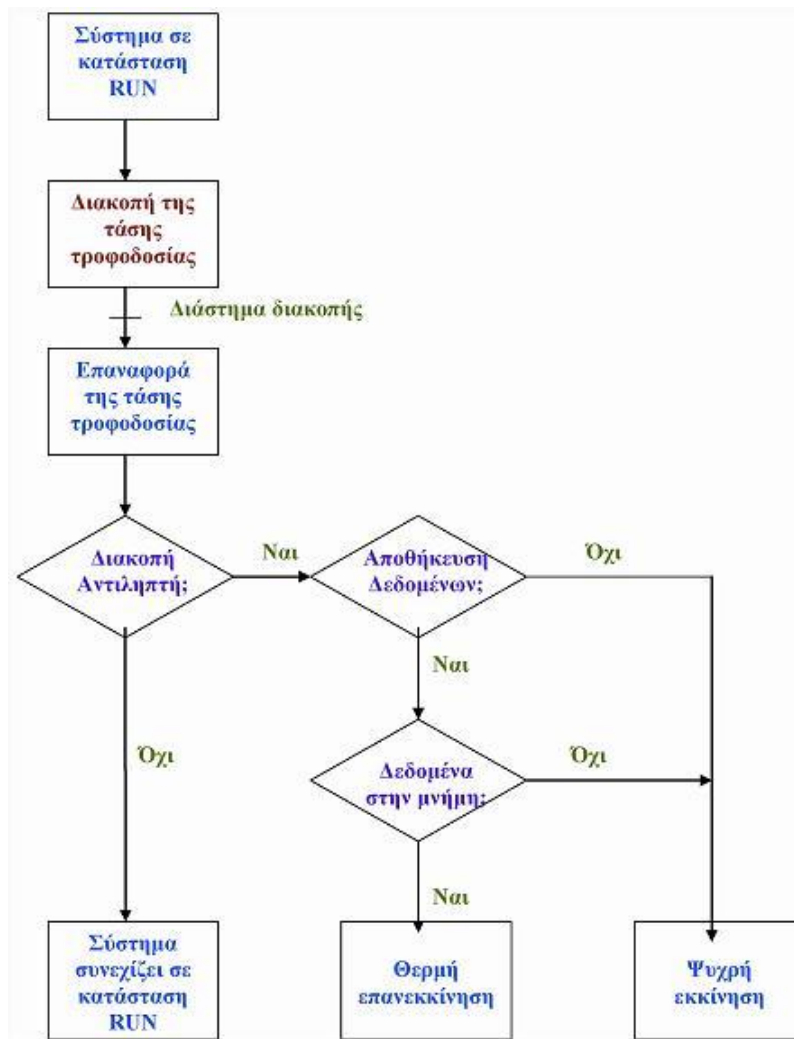 Σύστημα σε
κατάσταση
RUN
Διακοπή της
τάσης
τροφοδοσίας
Διάστημα διακοπής
Επαναφορά
της τάσης
τροφοδοσίας
Διακοπή
Αντιληπτή;
Ναι
Αποθήκευση
Δεδομένων;
Όχι
Ναι
Όχι
Δεδομένα
στην μνήμη;
Όχι
Ναι
Σύστημα
συνεχίζει σε
κατάσταση
RUN
Θερμή
επανεκκίνηση
Ψυχρή
εκκίνηση